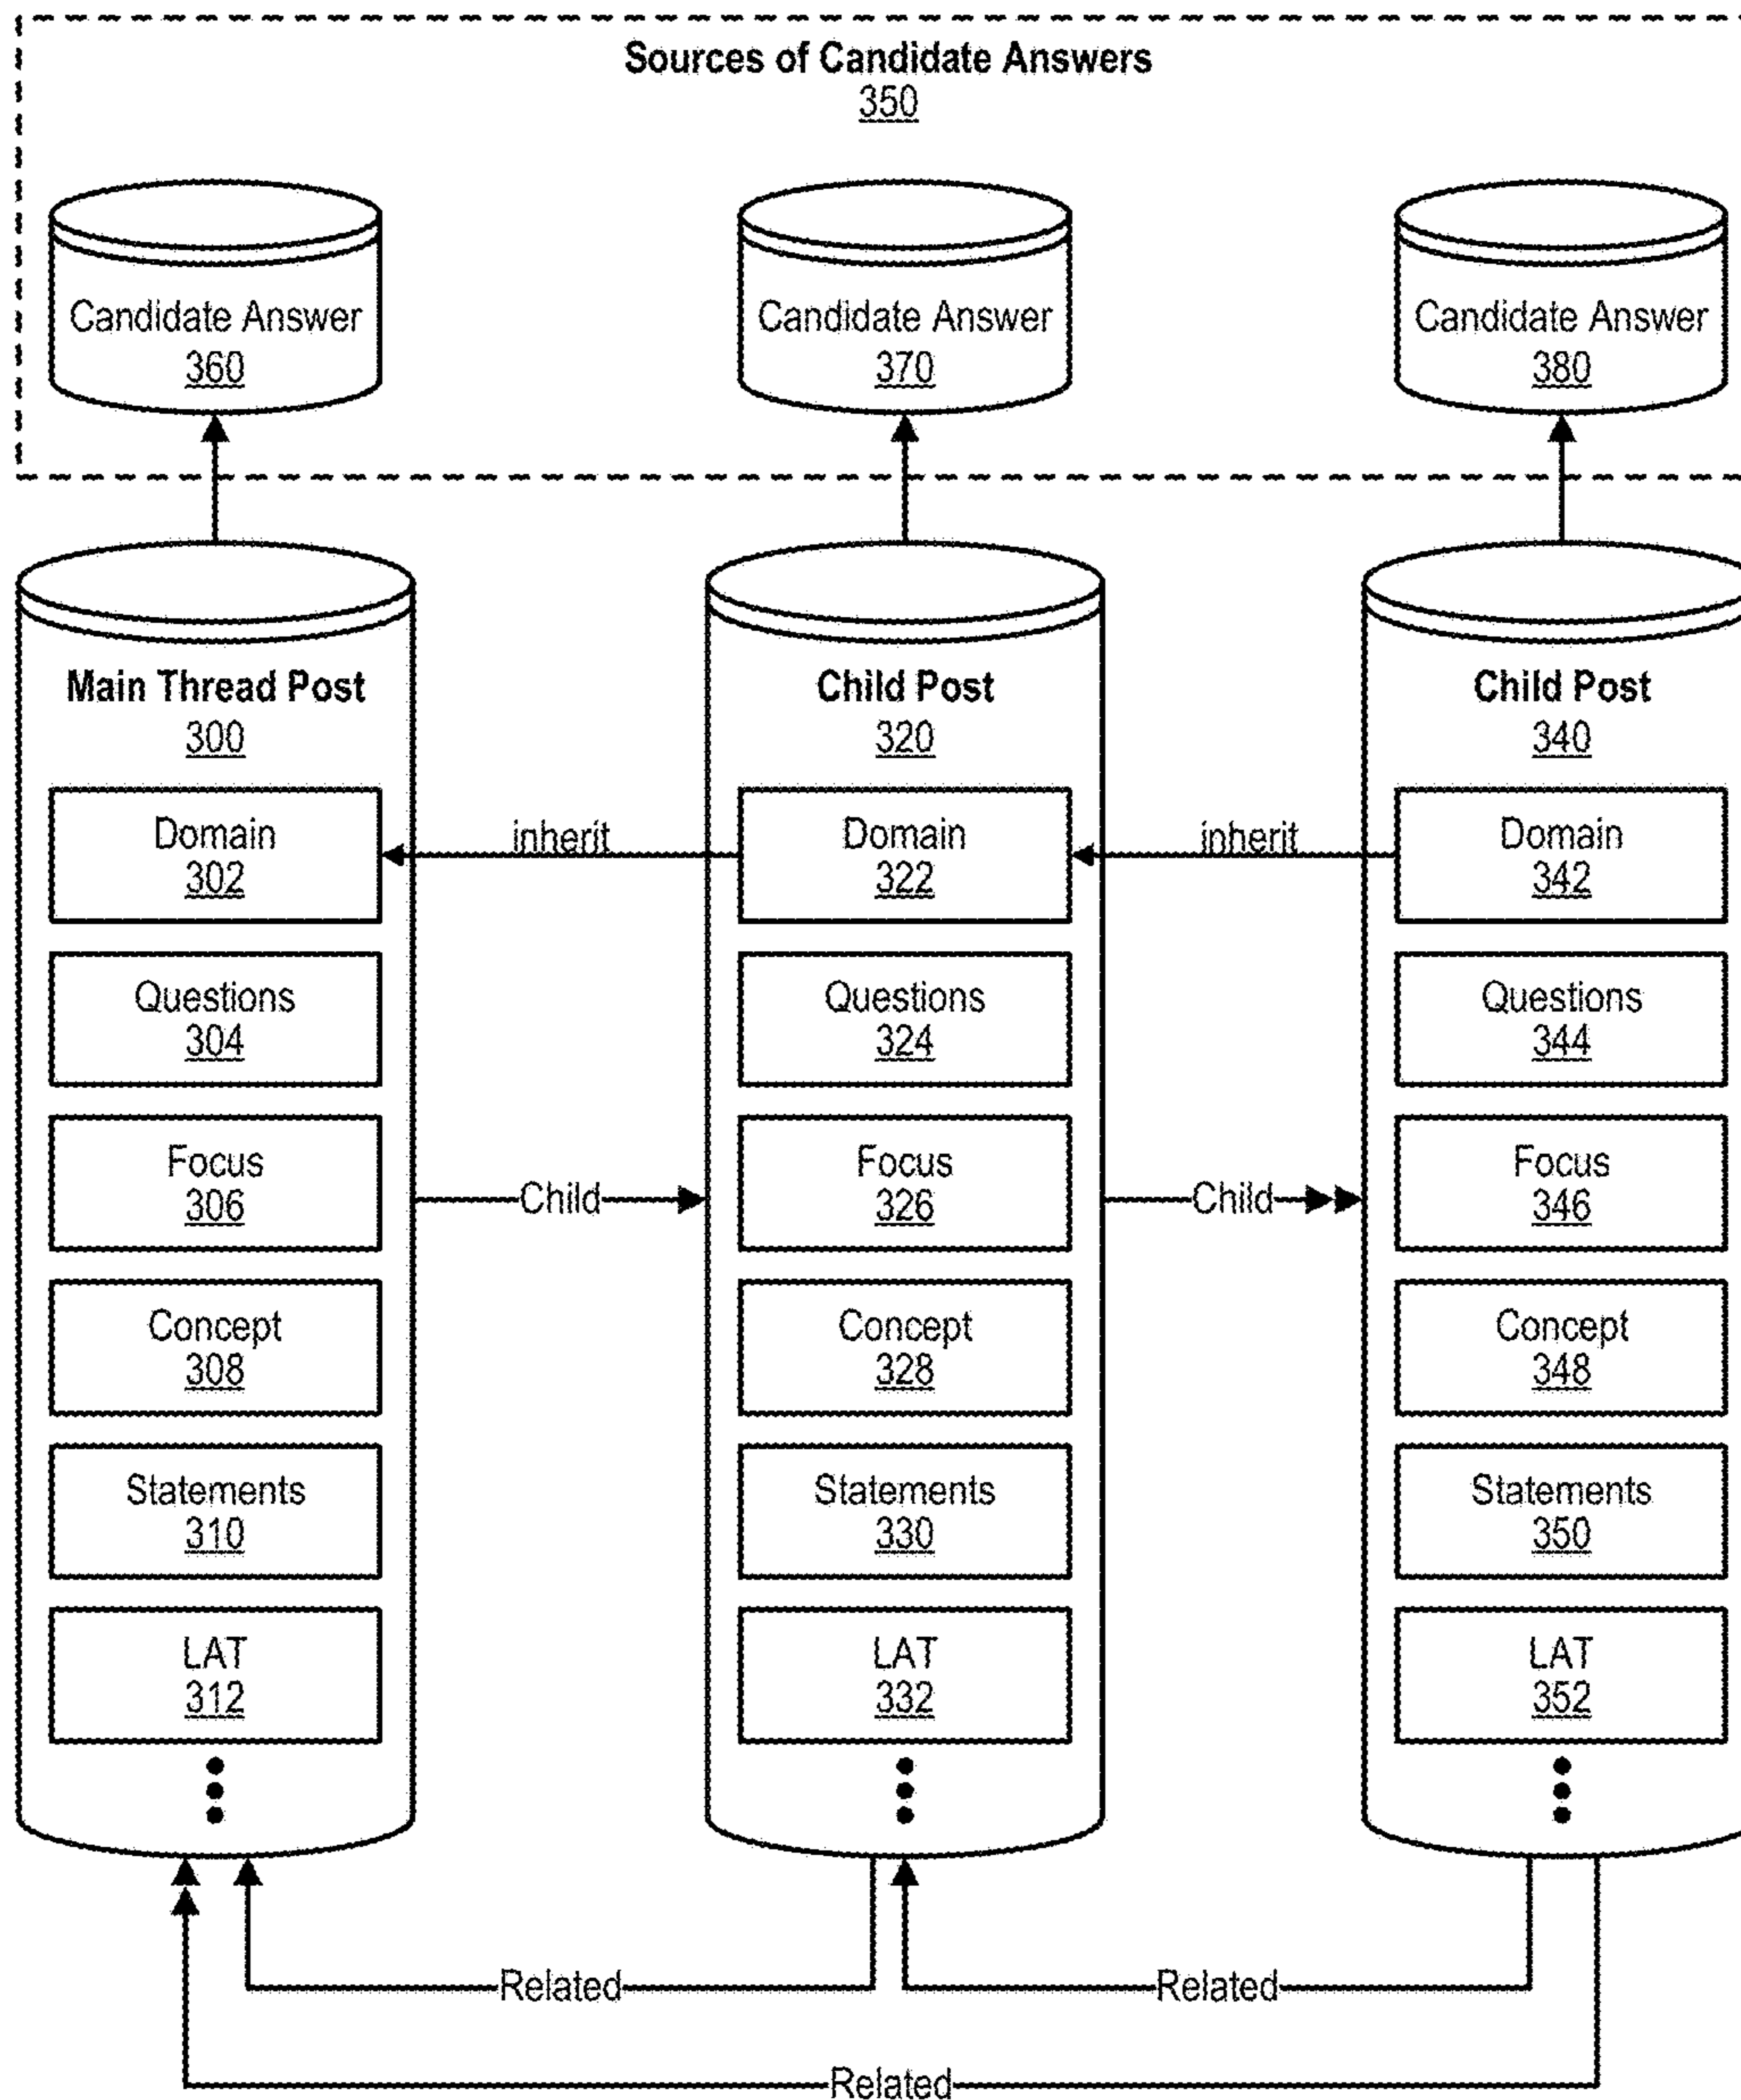 Sources of Candidate Answers
350
Candidate Answer
360
Candidate Answer
370
Candidate Answer
380
Main Thread Post
300
Child Post
320
Child Post
340
Domain
302
inherit
Domain
322
inherit
Domain
342
Questions
304
Questions
324
Questions
344
Focus
306
Child
Focus
326
Child
Focus
346
Concept
308
Concept
328
Concept
348
Statements
310
Statements
330
Statements
350
LAT
312
LAT
332
LAT
352
Related
Related
Related